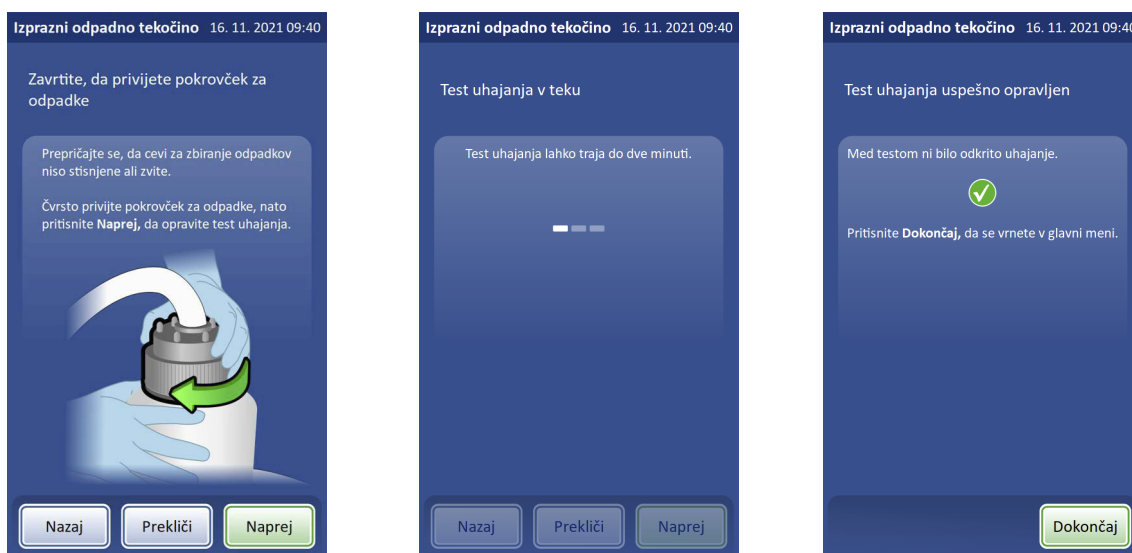 Izprazni odpadno tekočino 16. 11. 2021 09:40
Zavrtite, da privijete pokrovček za
odpadke
Prepričajte se, da cevi za zbiranje odpadkov
niso stisnjene ali zvite.
Čvrsto privijte pokrovček za odpadke, nato
pritisnite Naprej, da opravite test uhajanja.
Nazaj Prekliči Naprej
Izprazni odpadno tekočino 16. 11. 2021 09:40
Test uhajanja v teku
Test uhajanja lahko traja do dve minuti.
Nazaj Prekliči Naprej
Izprazni odpadno tekočino 16. 11. 2021 09:40
Test uhajanja uspešno opravljen
Med testom ni bilo odkrito uhajanje.
Pritisnite Dokončaj, da se vrnete v glavni meni.
Dokončaj